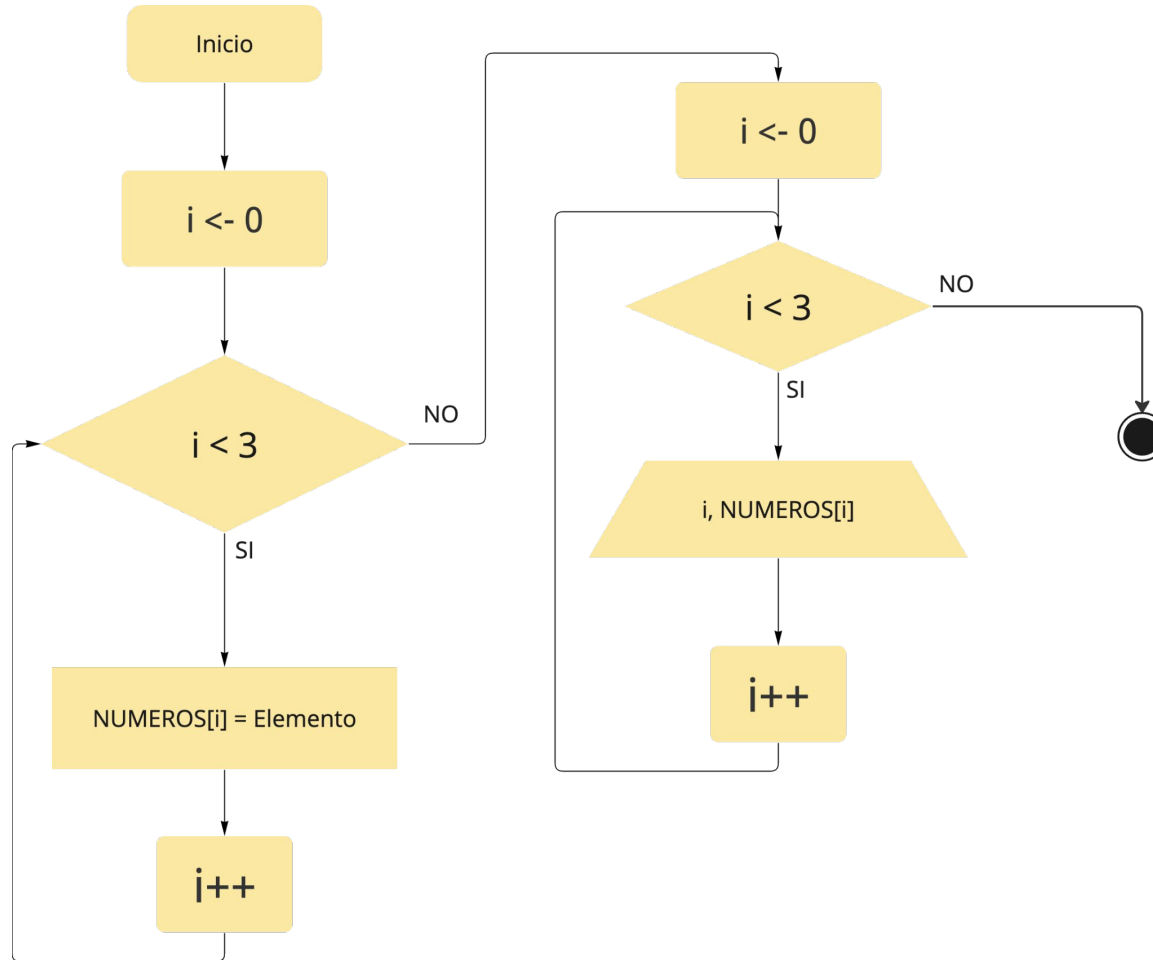 Inicio
i <- 0
i < 3
NO
SI
NUMEROS[i] = Elemento
i++
i <- 0
i < 3
NO
SI
i, NUMEROS[i]
i++